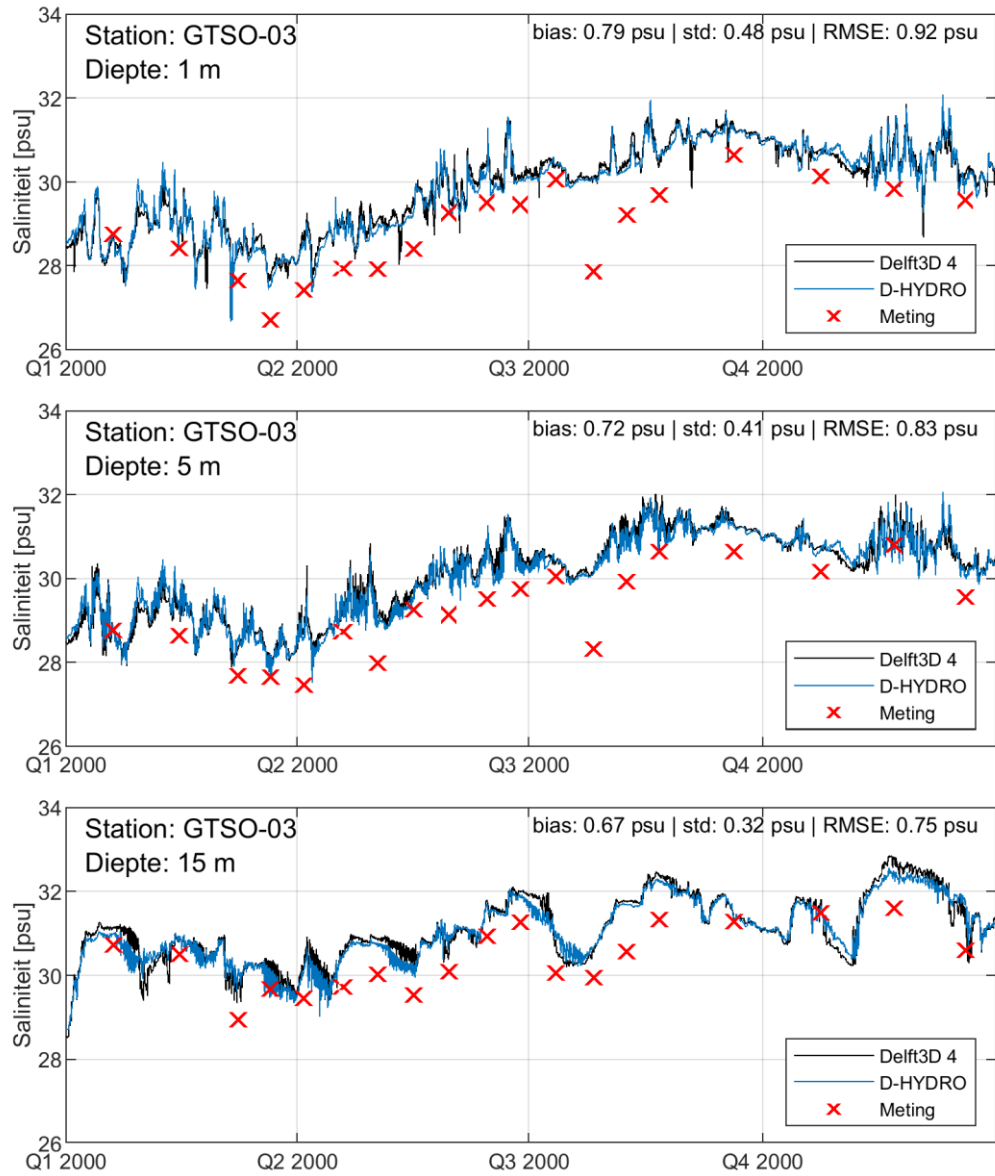 Station: GTSO-03
Diepte: 1 m
bias: 0.79 psu | std: 0.48 psu | RMSE: 0.92 psu
Saliniteit [psu]
34
32
30
28
26
Q1 2000
Q2 2000
Q3 2000
Q4 2000
Delft3D 4
D-HYDRO
Meting
Station: GTSO-03
Diepte: 5 m
bias: 0.72 psu | std: 0.41 psu | RMSE: 0.83 psu
Saliniteit [psu]
34
32
30
28
26
Q1 2000
Q2 2000
Q3 2000
Q4 2000
Delft3D 4
D-HYDRO
Meting
Station: GTSO-03
Diepte: 15 m
bias: 0.67 psu | std: 0.32 psu | RMSE: 0.75 psu
Saliniteit [psu]
34
32
30
28
26
Q1 2000
Q2 2000
Q3 2000
Q4 2000
Delft3D 4
D-HYDRO
Meting